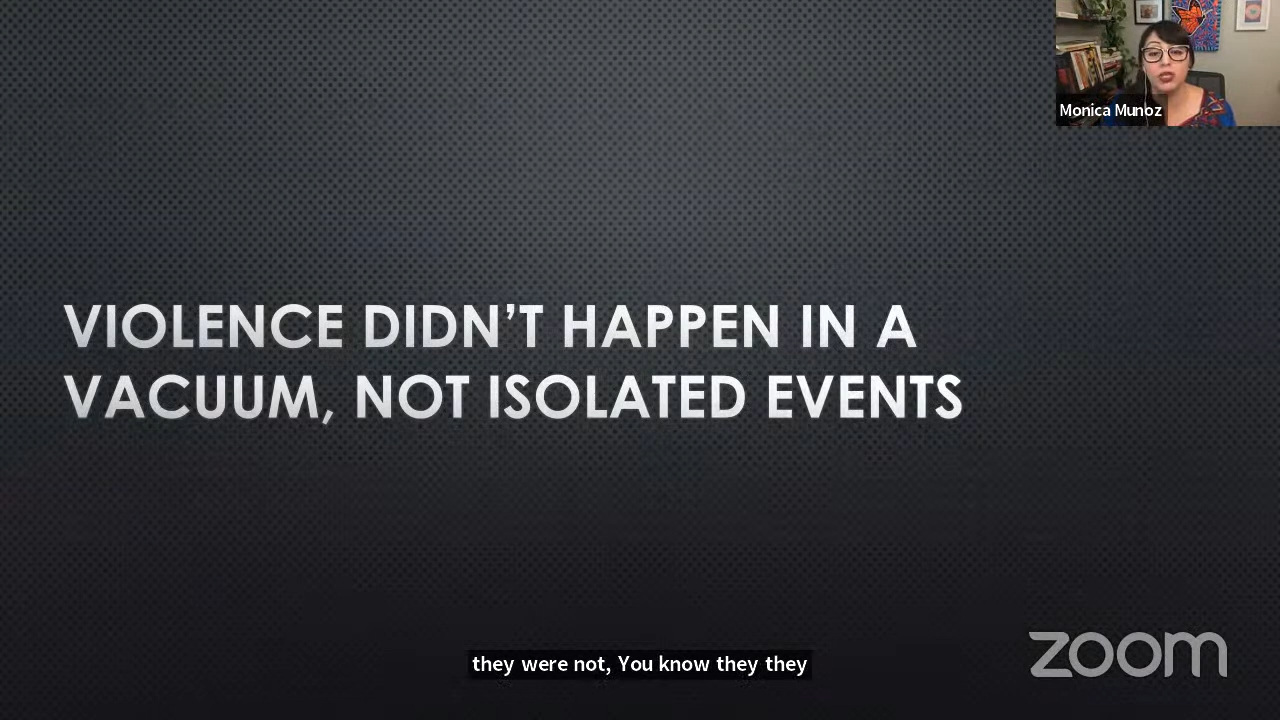 Monica Munoz
VIOLENCE DIDN’T HAPPEN IN A
VACUUM, NOT ISOLATED EVENTS
they were not, You know they they
zoom